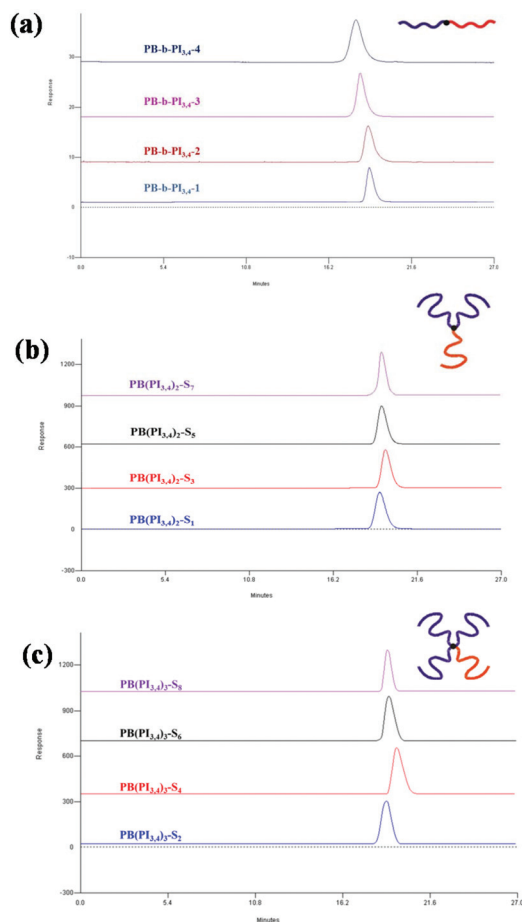 (a)
PB-b-PI3,4-4
PB-b-PI3,4-3
PB-b-PI3,4-2
PB-b-PI3,4-1
Response
30
20
10
0
-10
0.0 5.4 10.8 16.2 21.6 27.0
Minutes
(b)
PB(PI3,4)2-S7
PB(PI3,4)2-S5
PB(PI3,4)2-S3
PB(PI3,4)2-S1
Response
1200
900
600
300
0
-300
0.0 5.4 10.8 16.2 21.6 27.0
Minutes
(c)
PB(PI3,4)3-S8
PB(PI3,4)3-S6
PB(PI3,4)3-S4
PB(PI3,4)3-S2
Response
1200
900
600
300
0
-300
0.0 5.4 10.8 16.2 21.6 27.0
Minutes